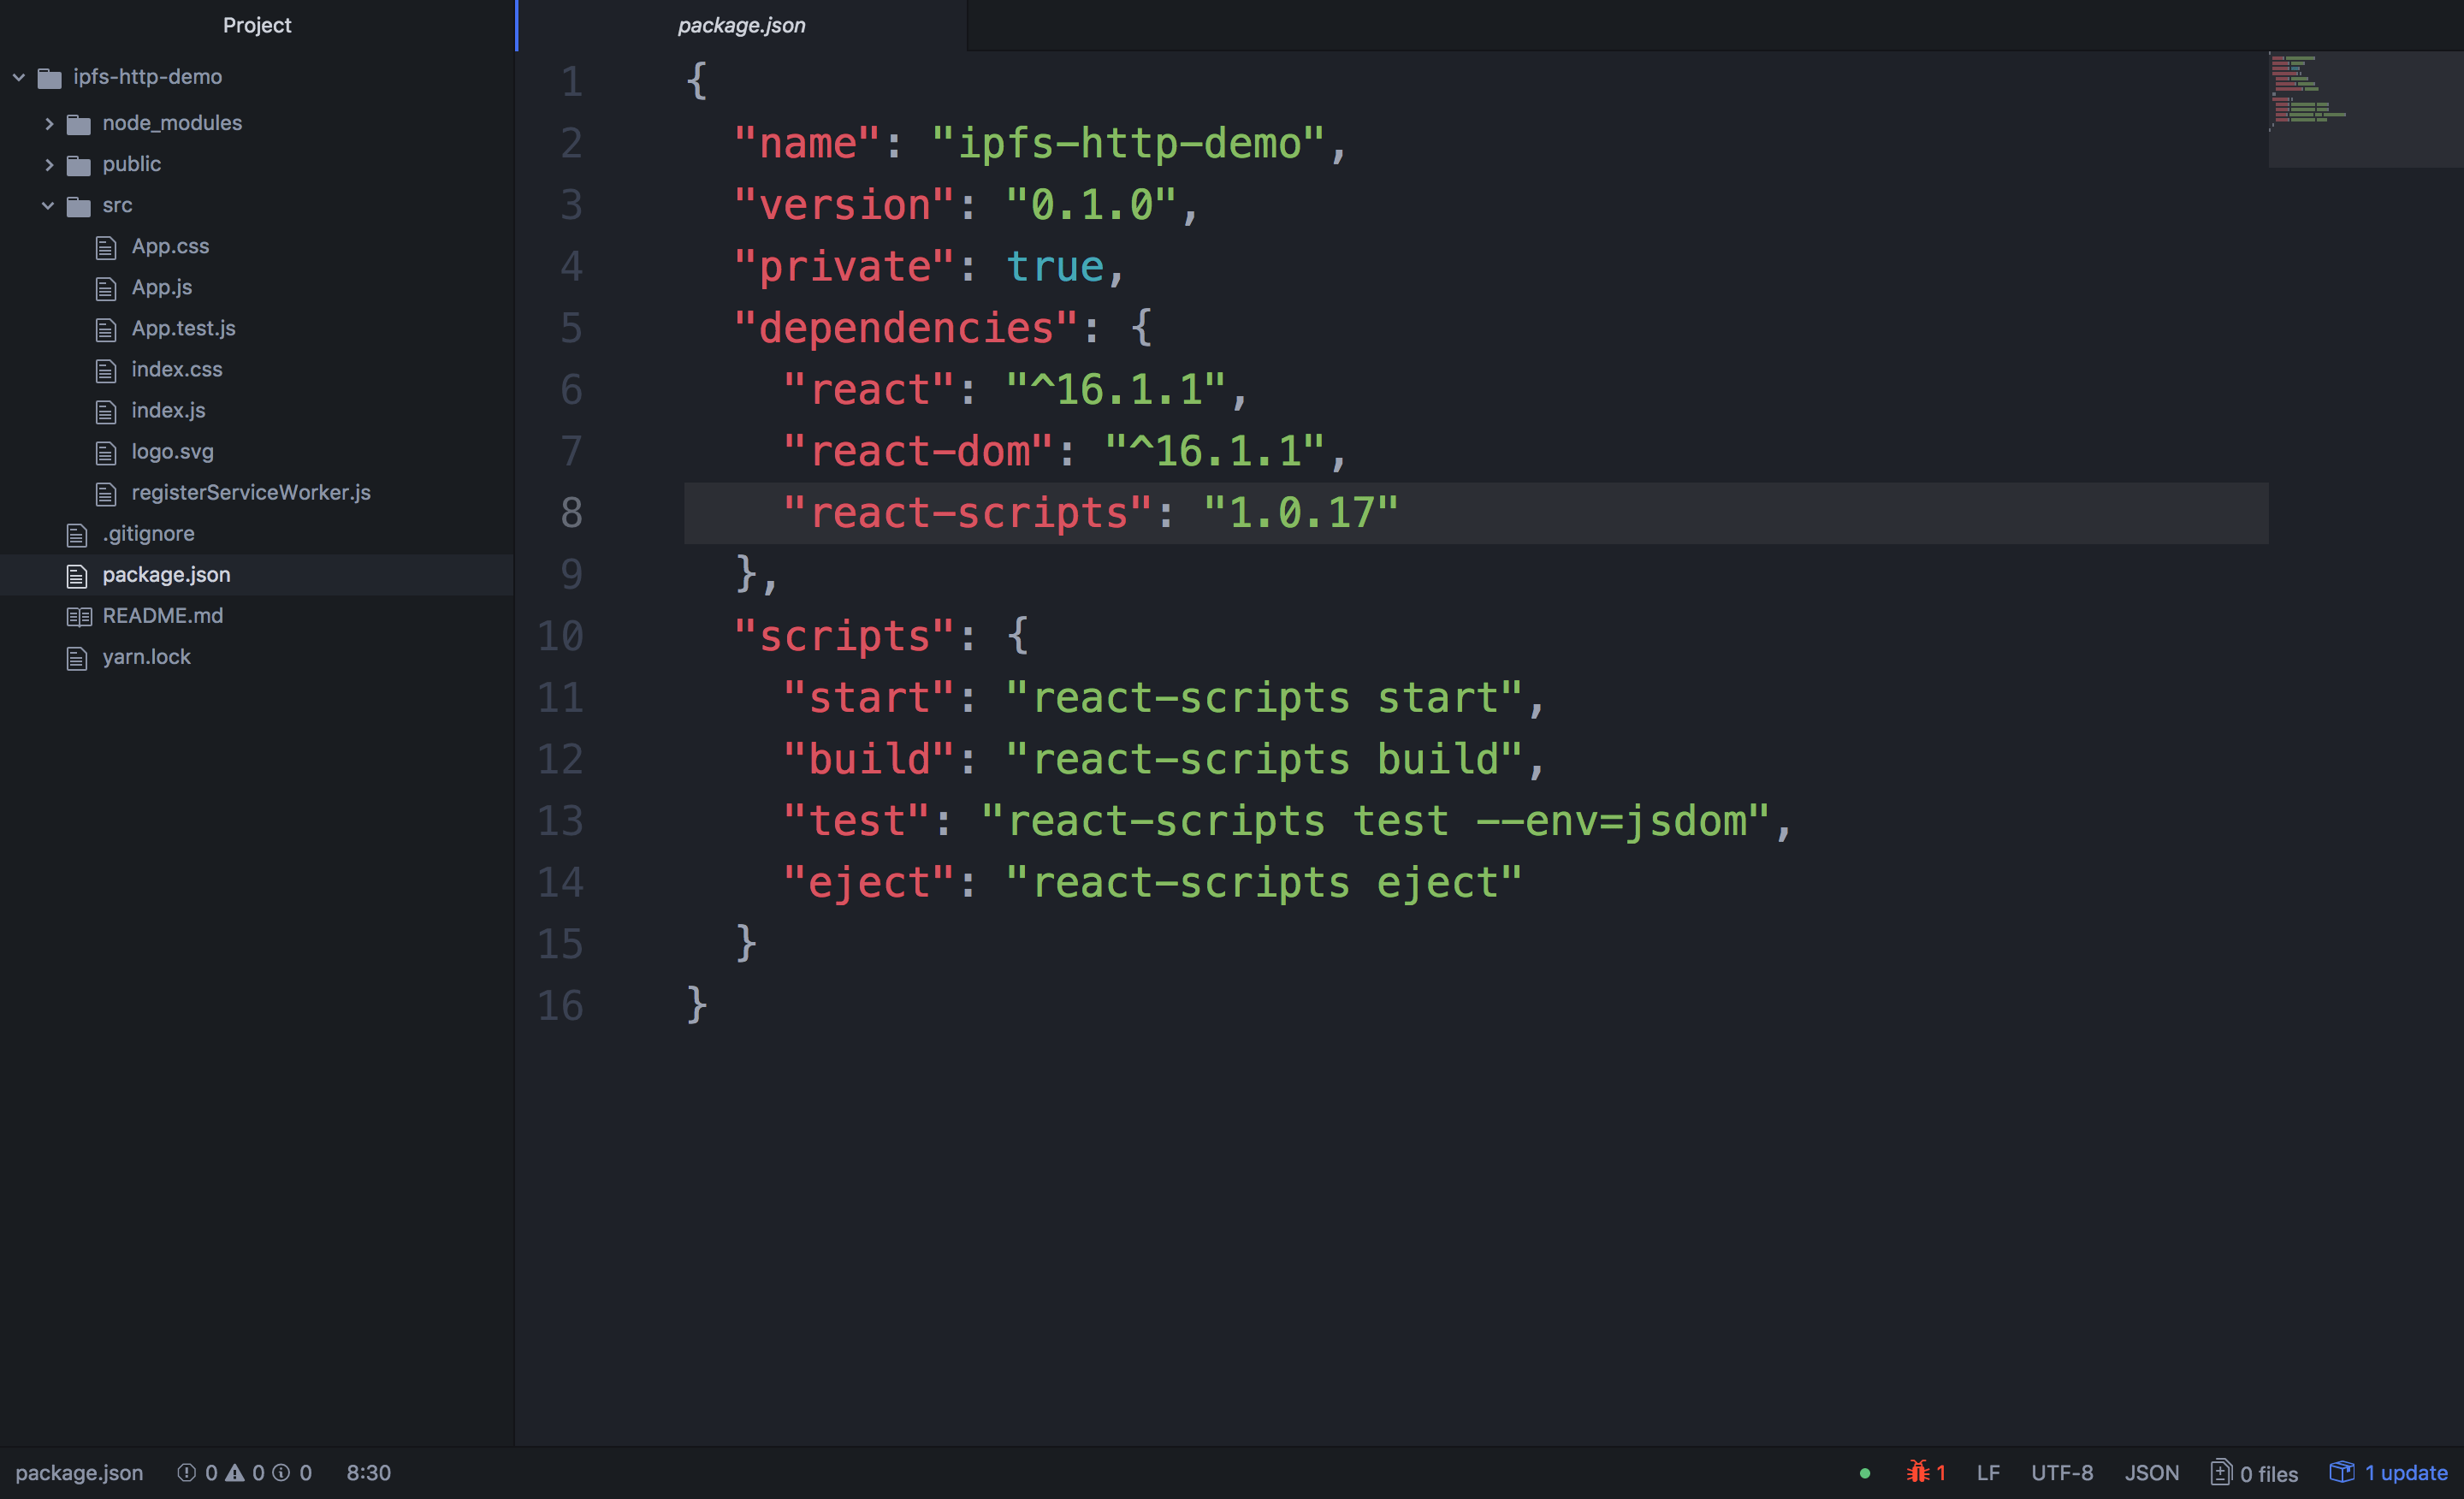 Project
ipfs-http-demo
node_modules
public
src
App.css
App.js
App.test.js
index.css
index.js
logo.svg
registerServiceWorker.js
.gitignore
package.json
README.md
yarn.lock
package.json
1 {
2   "name": "ipfs-http-demo",
3   "version": "0.1.0",
4   "private": true,
5   "dependencies": {
6     "react": "^16.1.1",
7     "react-dom": "^16.1.1",
8     "react-scripts": "1.0.17"
9   },
10   "scripts": {
11     "start": "react-scripts start",
12     "build": "react-scripts build",
13     "test": "react-scripts test --env=jsdom",
14     "eject": "react-scripts eject"
15   }
16 }
package.json 0 0 0 8:30 1 LF UTF-8 JSON 0 files 1 update